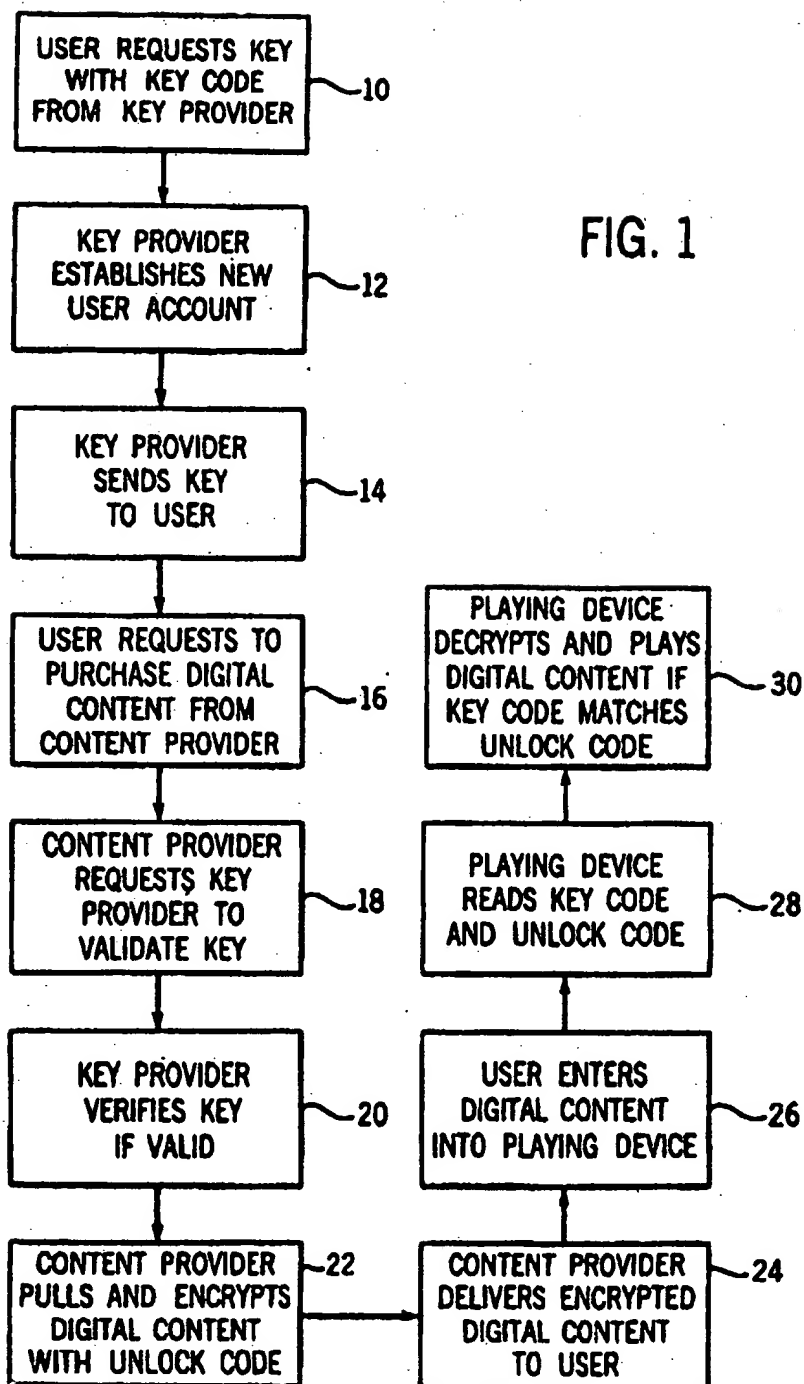 USER REQUESTS KEY
WITH KEY CODE
FROM KEY PROVIDER
10
KEY PROVIDER
ESTABLISHES NEW
USER ACCOUNT
12
FIG. 1
KEY PROVIDER
SENDS KEY
TO USER
14
USER REQUESTS TO
PURCHASE DIGITAL
CONTENT FROM
CONTENT PROVIDER
16
CONTENT PROVIDER
REQUESTS KEY
PROVIDER TO
VALIDATE KEY
18
KEY PROVIDER
VERIFIES KEY
IF VALID
20
CONTENT PROVIDER
PULLS AND ENCRYPTS
DIGITAL CONTENT
WITH UNLOCK CODE
22
CONTENT PROVIDER
DELIVERS ENCRYPTED
DIGITAL CONTENT
TO USER
24
USER ENTERS
DIGITAL CONTENT
INTO PLAYING DEVICE
26
PLAYING DEVICE
READS KEY CODE
AND UNLOCK CODE
28
PLAYING DEVICE
DECRYPTS AND PLAYS
DIGITAL CONTENT IF
KEY CODE MATCHES
UNLOCK CODE
30